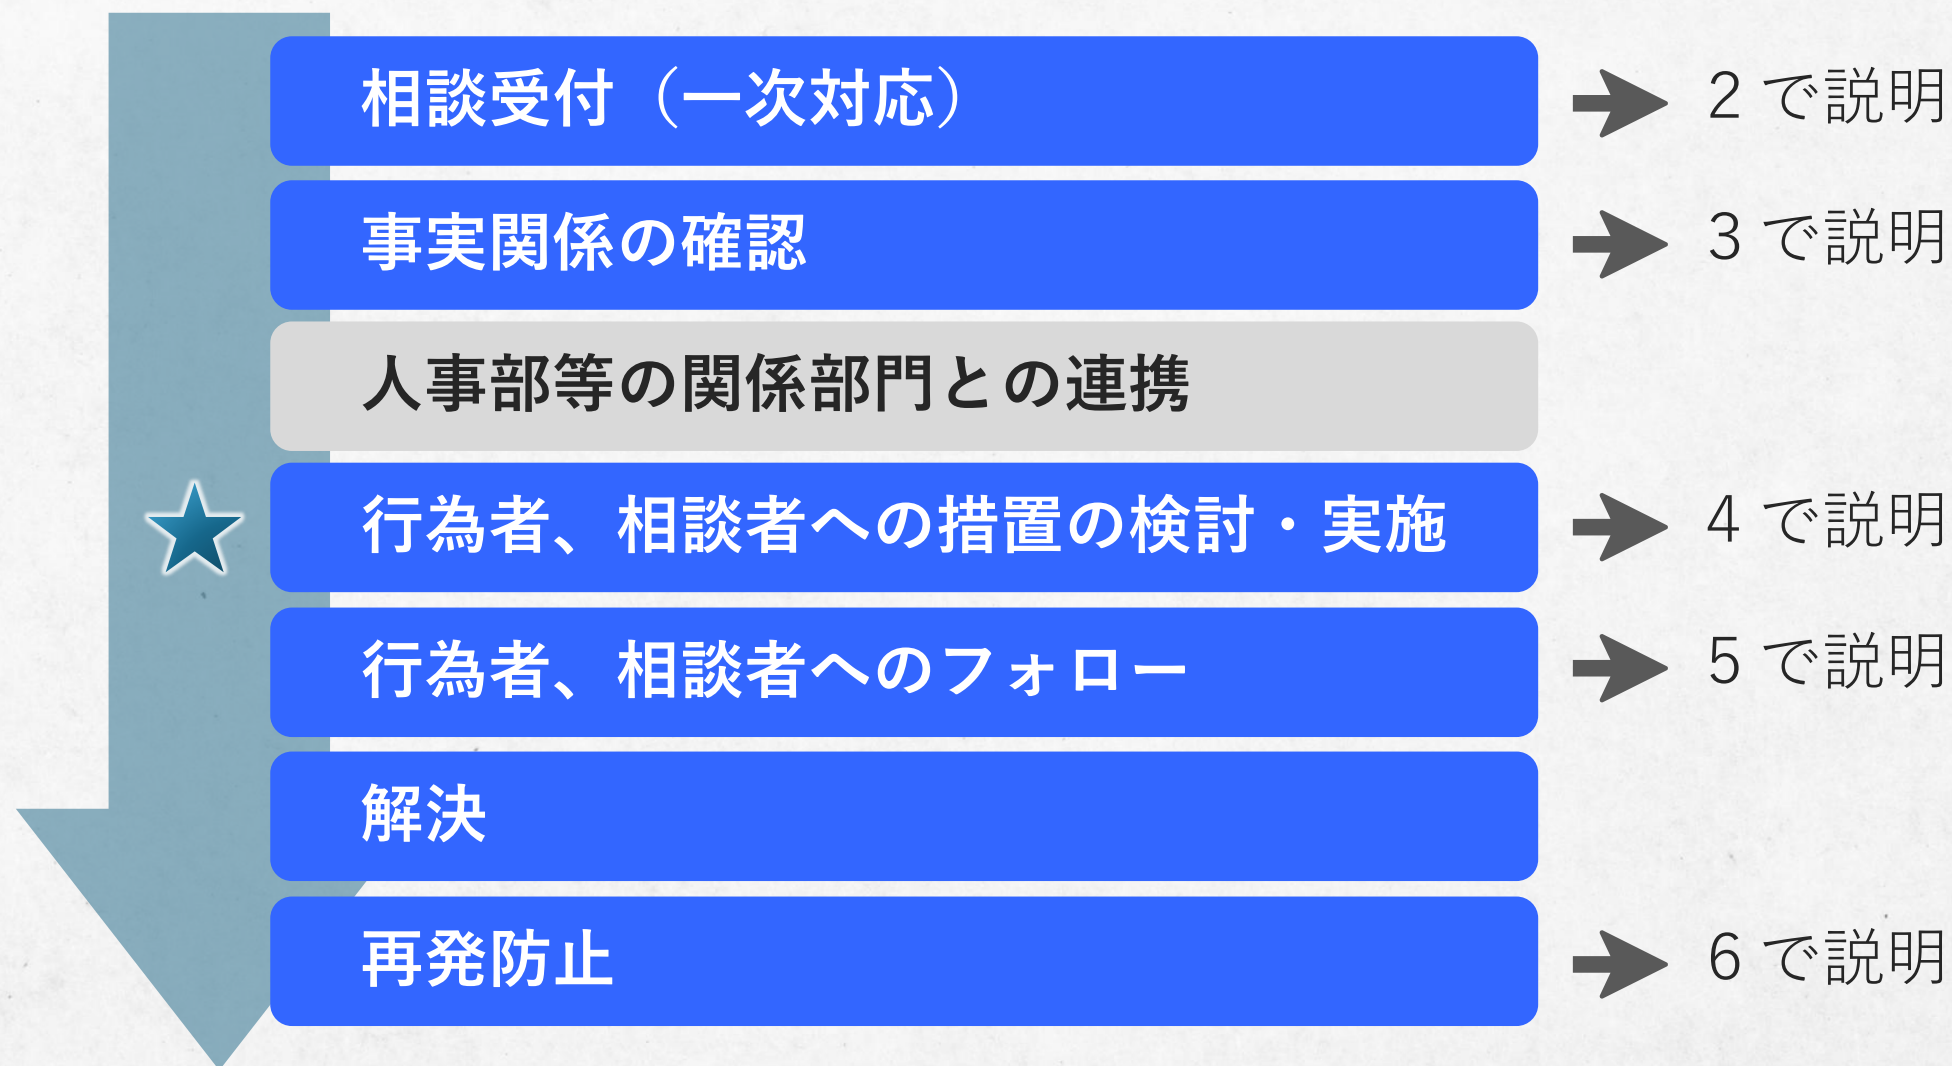 相談受付（一次対応）
2 で説明
事実関係の確認
3 で説明
人事部等の関係部門との連携
行為者、相談者への措置の検討・実施
4 で説明
行為者、相談者へのフォロー
5 で説明
解決
再発防止
6 で説明